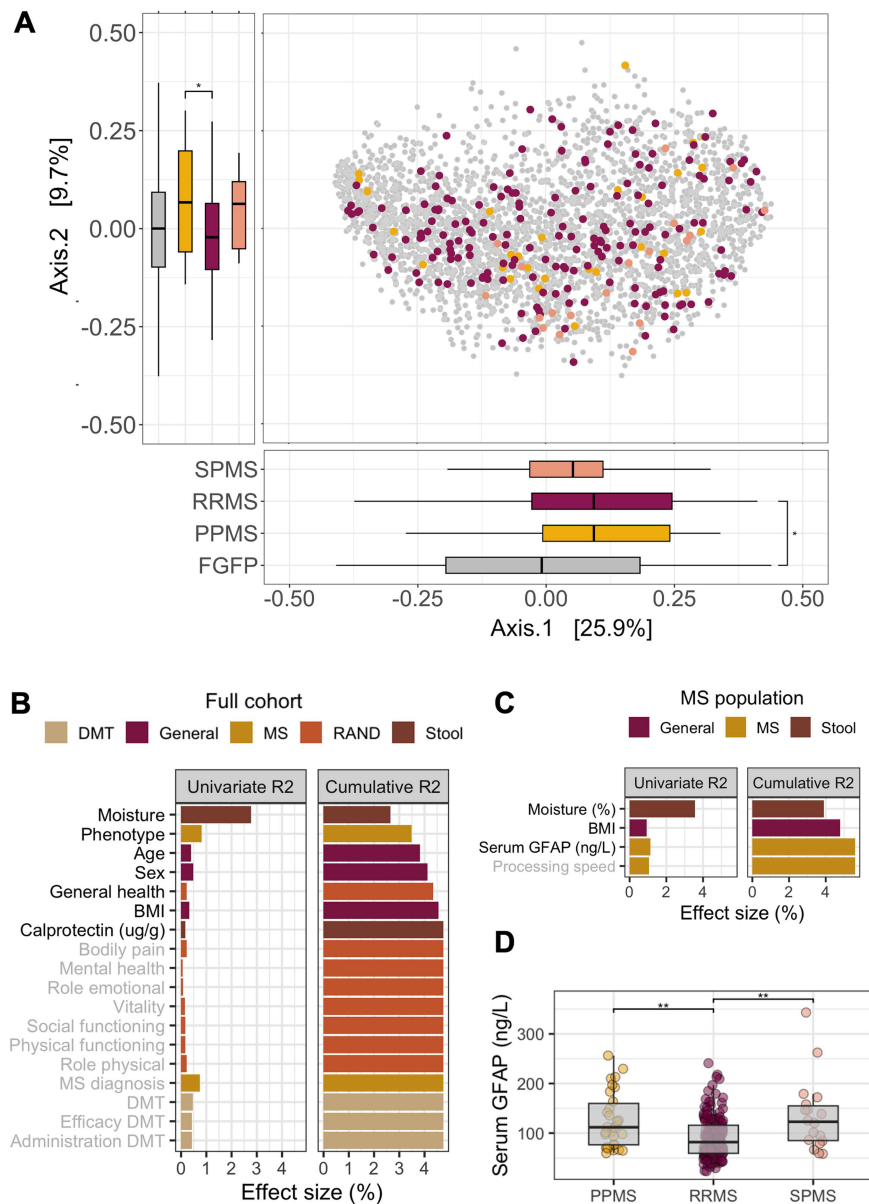 A
0.50
0.25
0.00
-0.25
-0.50
Axis.2 [9.7%]
*
SPMS
RRMS
PPMS
FGFP
*
-0.50 -0.25 0.00 0.25 0.50
Axis.1 [25.9%]
B
Full cohort
DMT General MS RAND Stool
Univariate R2 Cumulative R2
Moisture
Phenotype
Age
Sex
General health
BMI
Calprotectin (ug/g)
Bodily pain
Mental health
Role emotional
Vitality
Social functioning
Physical functioning
Role physical
MS diagnosis
DMT
Efficacy DMT
Administration DMT
0 1 2 3 4 0 1 2 3 4
Effect size (%)
C
MS population
General MS Stool
Univariate R2 Cumulative R2
Moisture (%)
BMI
Serum GFAP (ng/L)
Processing speed
0 2 4 0 2 4
Effect size (%)
D
Serum GFAP (ng/L)
300
200
100
** **
PPMS RRMS SPMS